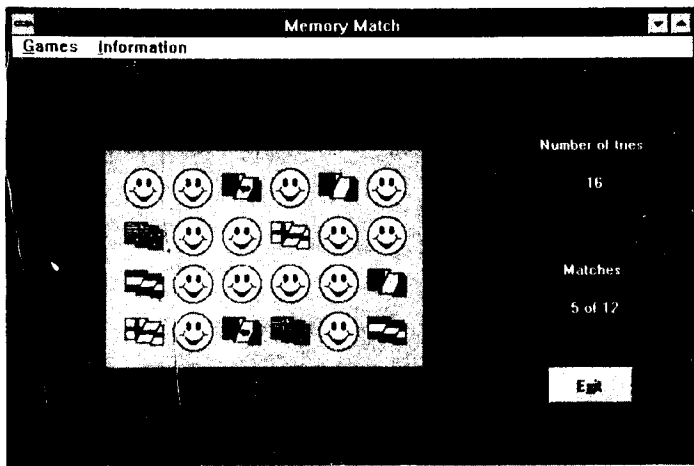 Memory Match
Games Information
Number of tries
16
Matches
5 of 12
Exit